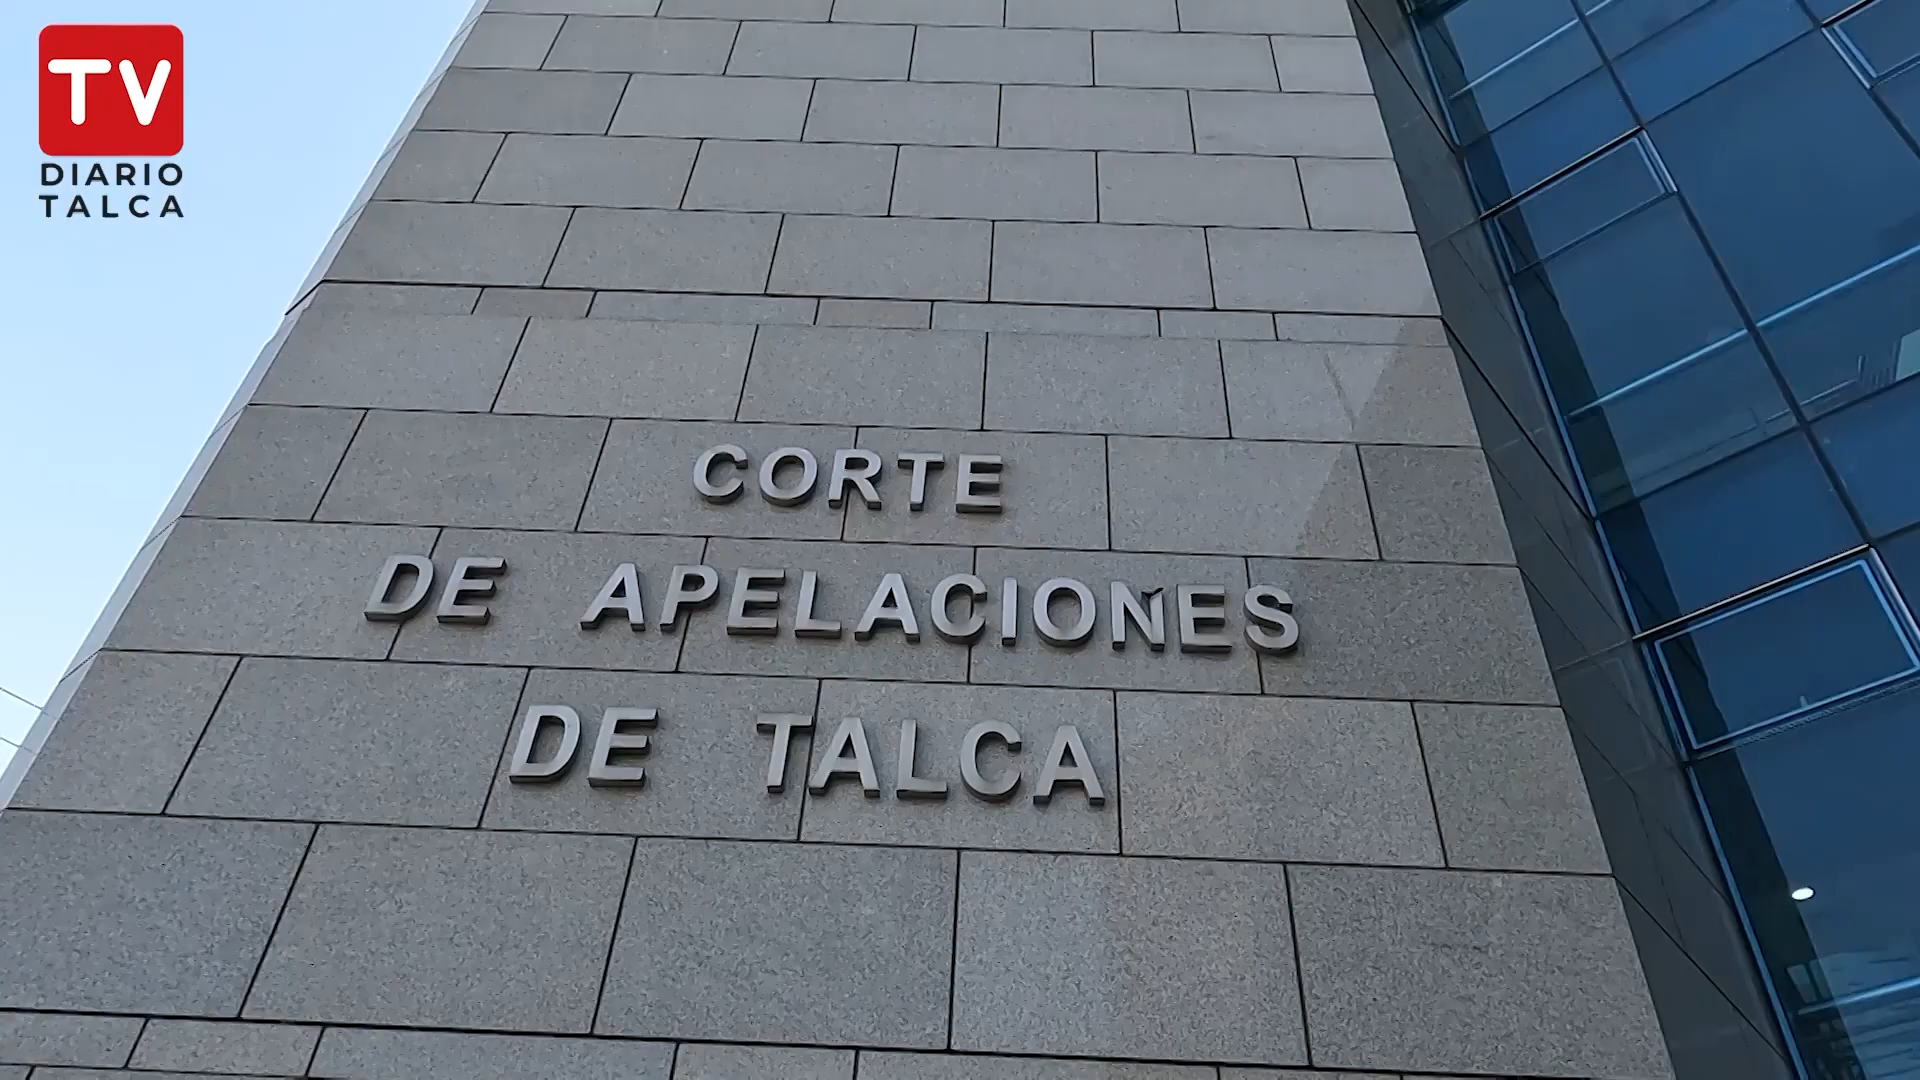 TV
DIARIO
TALCA
CORTE
DE APELACIONES
DE TALCA